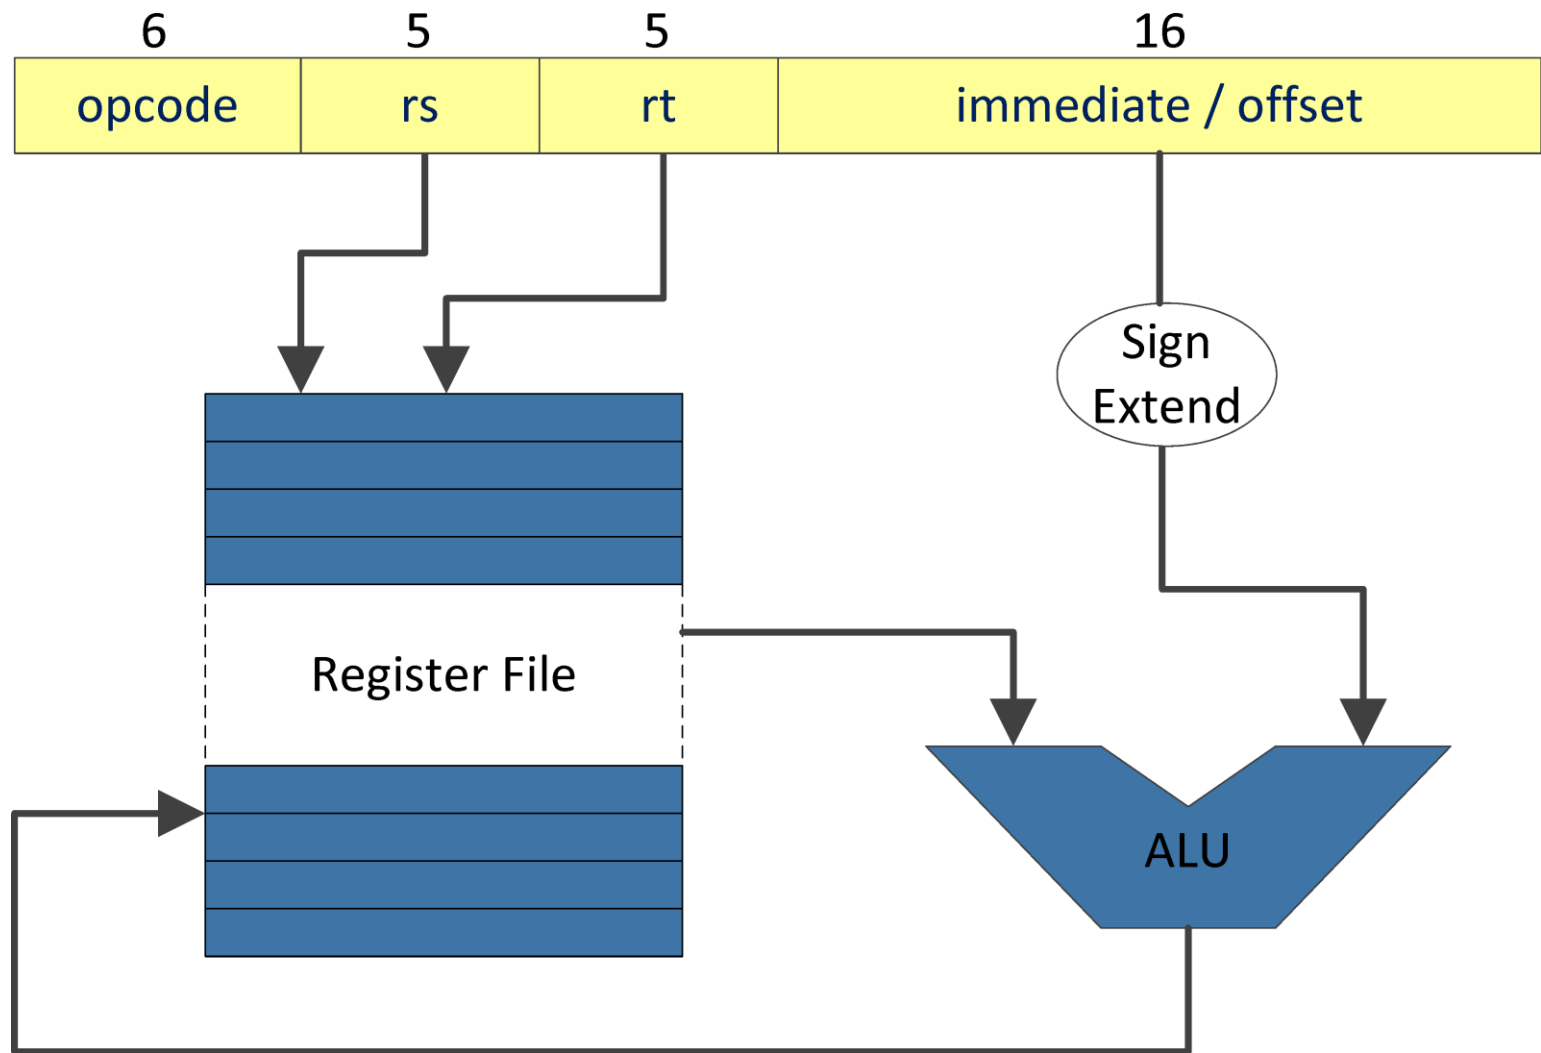 6 5 5 16
opcode rs rt immediate / offset
Sign
Extend
Register File
ALU